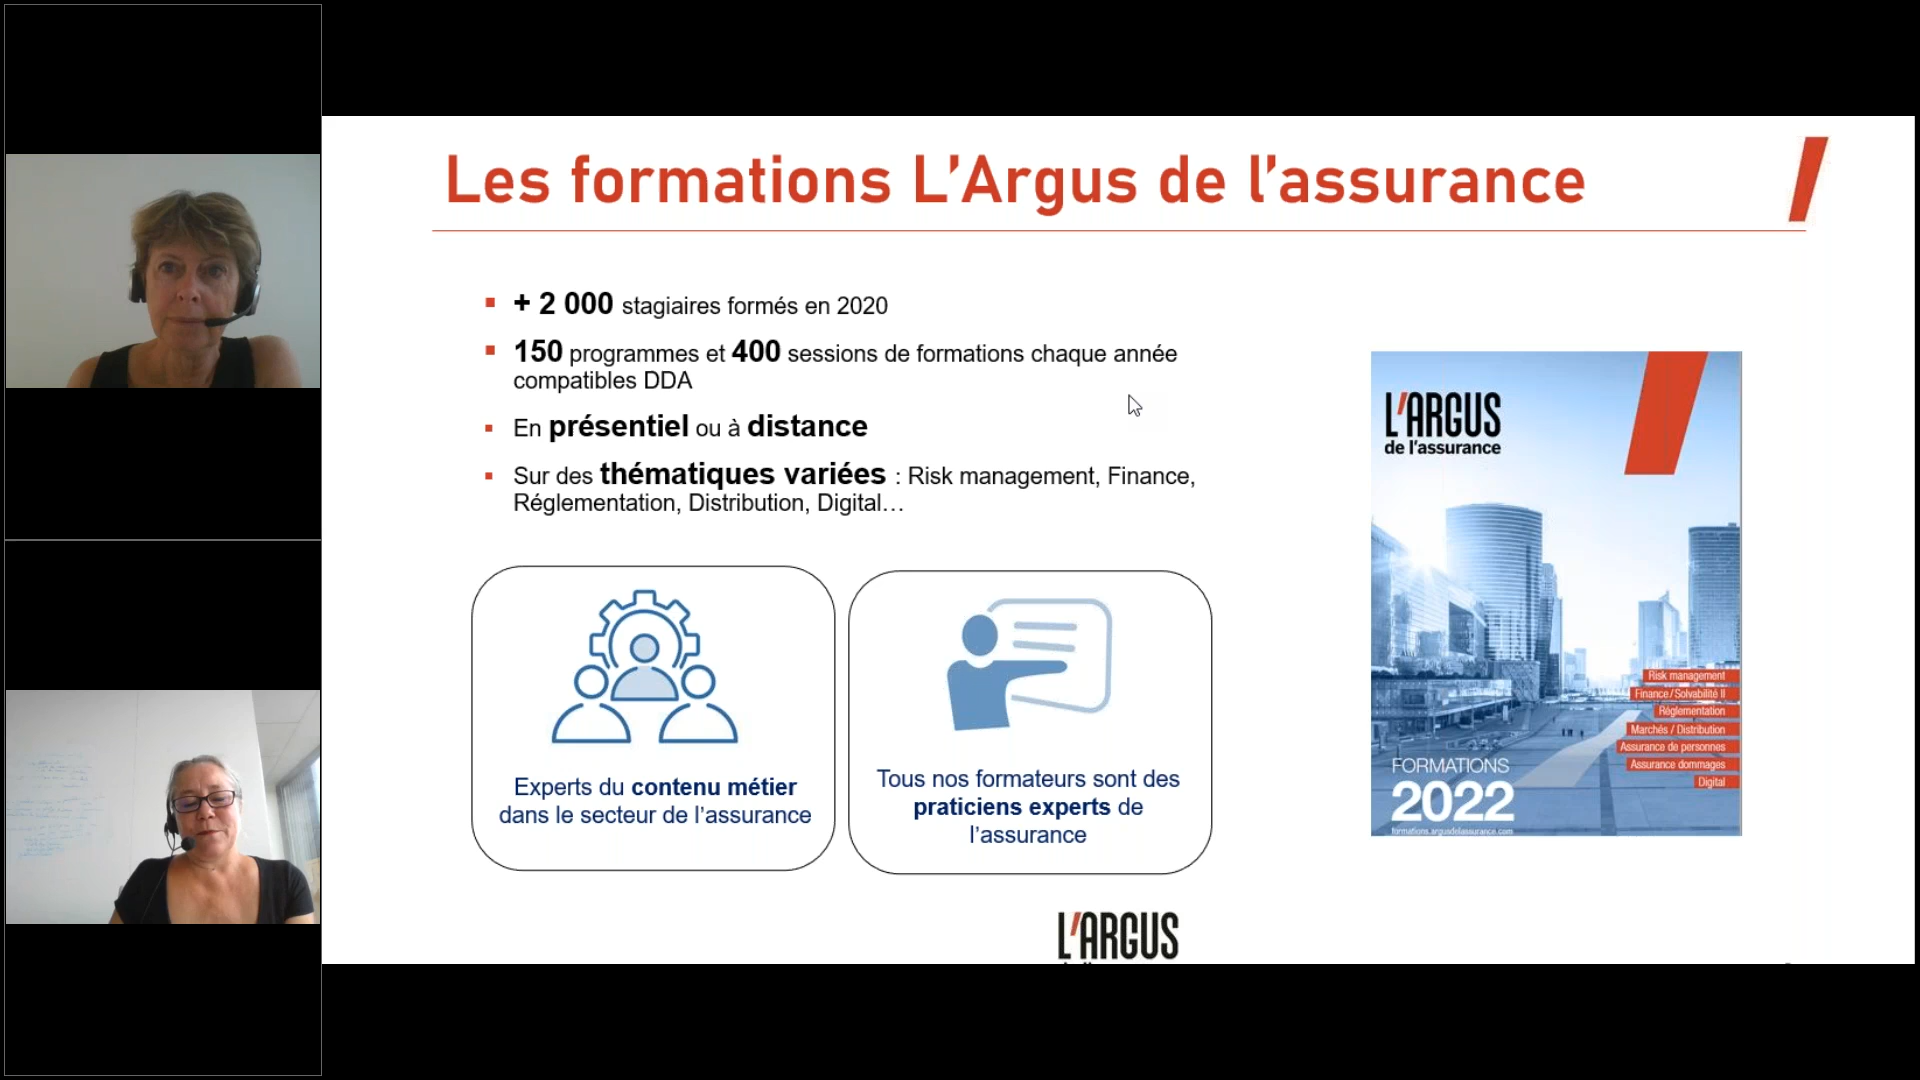 Les formations L’Argus de l’assurance
+ 2 000 stagiaires formés en 2020
150 programmes et 400 sessions de formations chaque année
compatibles DDA
En présentiel ou à distance
Sur des thématiques variées : Risk management, Finance,
Réglementation, Distribution, Digital…
Experts du contenu métier
dans le secteur de l’assurance
Tous nos formateurs sont des
praticiens experts de
l’assurance
L’ARGUS
de l’assurance
Risk management
Finance/Solvabilité II
Réglementation
Marchés / Distribution
Assurance de personnes
Assurance dommages
Digital
FORMATIONS
2022
formations.argusdelassurance.com
L’ARGUS